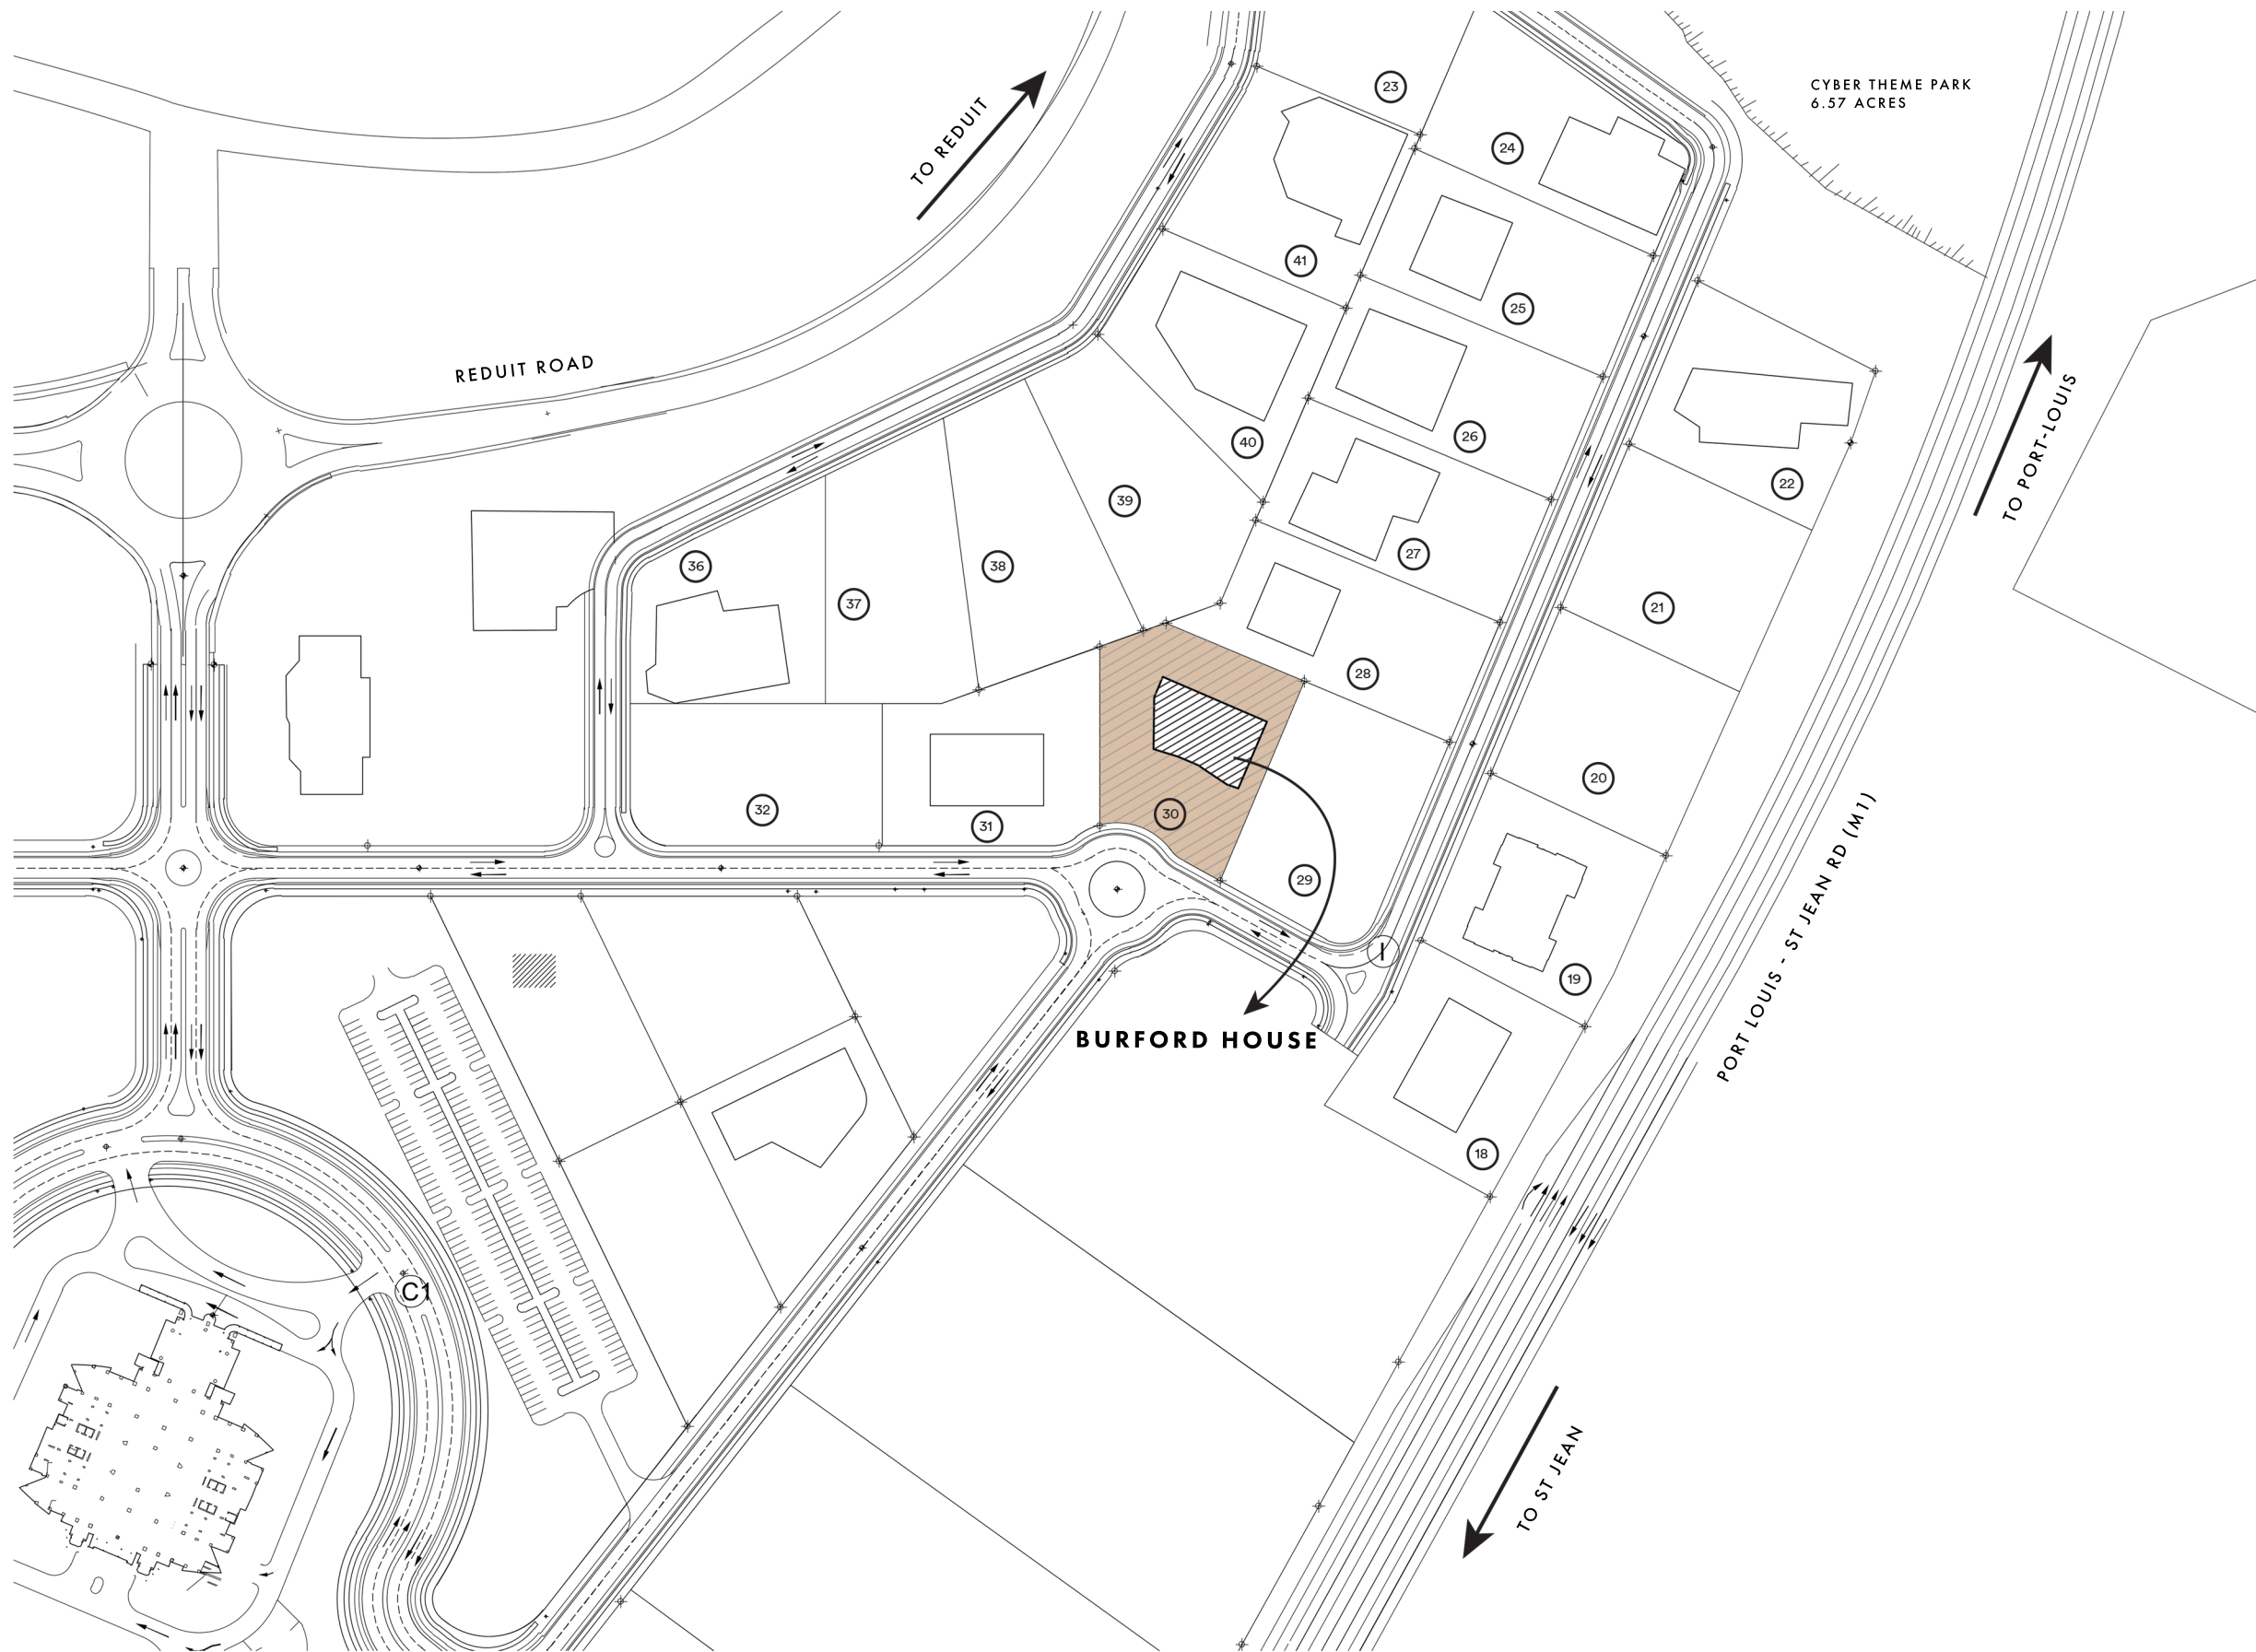 CYBER THEME PARK
6.57 ACRES
23
TO REDUIT
24
41
25
REDUIT ROAD
26
40
TO PORT-LOUIS
22
39
27
36
38
37
21
28
20
32
30
31
29
PORT LOUIS - ST JEAN RD (M1)
19
BURFORD HOUSE
18
C1
TO ST JEAN